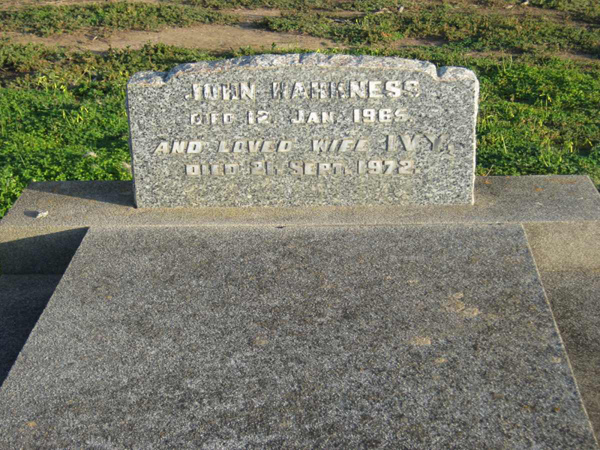 JOHN HARKNESS
DIED 12. JAN. 1965.
AND LOVED WIFE IVY.
DIED 21. SEPT. 1972.